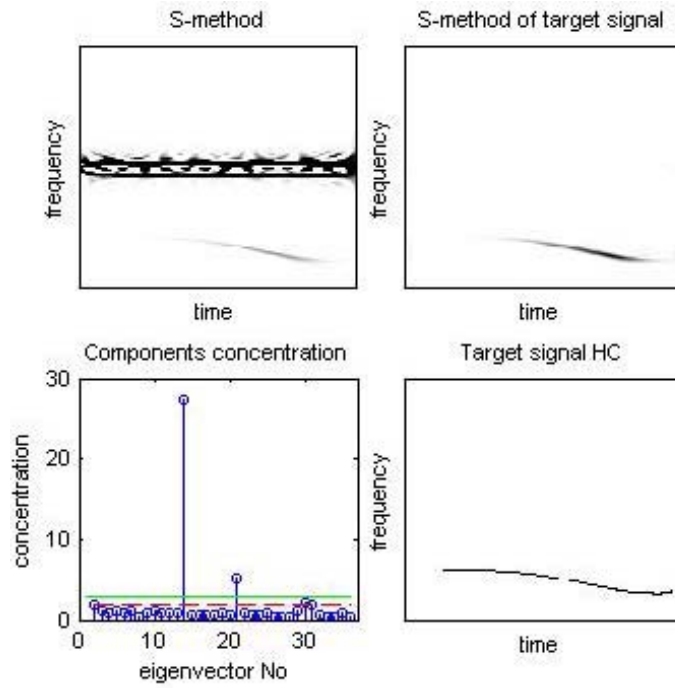 S-method
S-method of target signal
frequency
frequency
time
time
Components concentration
Target signal HC
30
20
10
0
concentration
frequency
0
10
20
30
eigenvector No
time